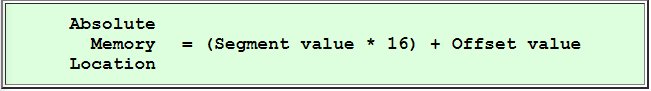 Absolute
Memory = (Segment value * 16) + Offset value
Location